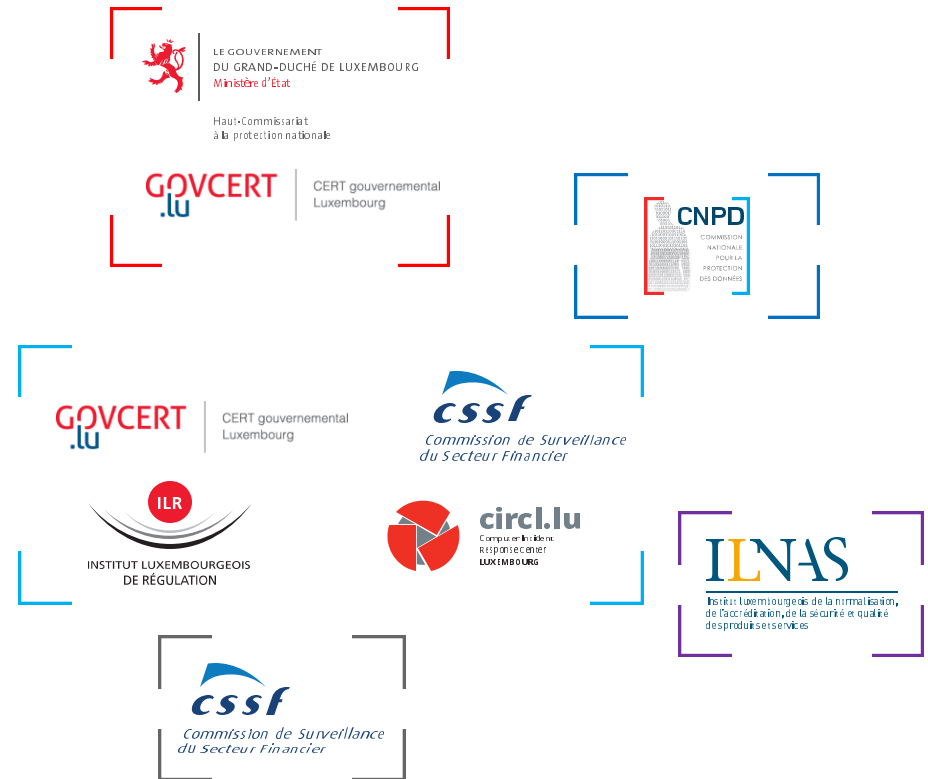 LE GOUVERNEMENT
DU GRAND-DUCHÉ DE LUXEMBOURG
Ministère d'État
Haut-Commissariat
à la protection nationale
GOVCERT
.lu
CERT gouvernemental
Luxembourg
CNPD
COMMISSION
NATIONALE
POUR LA
PROTECTION
DES DONNÉES
GOVCERT
.lu
CERT gouvernemental
Luxembourg
cssf
Commission de Surveillance
du Secteur Financier
ILR
INSTITUT LUXEMBOURGEOIS
DE RÉGULATION
circl.lu
Computer Incident
Response Center
LUXEMBOURG
ILNAS
Institut luxembourgeois de la normalisation,
de l'accréditation, de la sécurité et qualité
des produits et services
cssf
Commission de Surveillance
du Secteur Financier